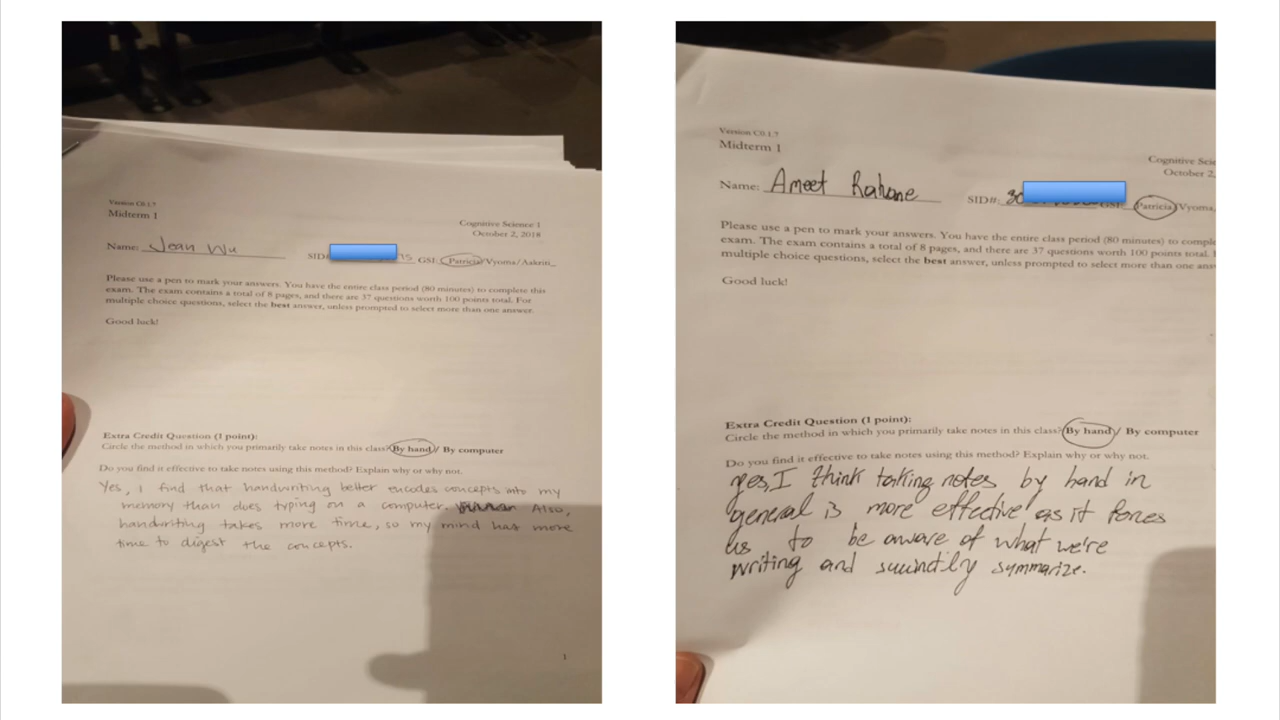 Version C0.1.7
Midterm 1
Cognitive Science 1
October 2, 2018
Name: Jean Wu SID# 75 GSI: Patricia/Vyoma/Aakriti_
Please use a pen to mark your answers. You have the entire class period (80 minutes) to complete this
exam. The exam contains a total of 8 pages, and there are 37 questions worth 100 points total. For
multiple choice questions, select the best answer, unless prompted to select more than one answer.
Good luck!
Extra Credit Question (1 point):
Circle the method in which you primarily take notes in this class? By hand / By computer
Do you find it effective to take notes using this method? Explain why or why not.
Yes, I find that handwriting better encodes concepts into my
memory than does typing on a computer. Also,
handwriting takes more time, so my mind has more
time to digest the concepts.
1
Version C0.1.7
Midterm 1
Cognitive Scie
October 2,
Name: Ameet Rahane SID#: 30 GSI: Patricia/Vyoma,
Please use a pen to mark your answers. You have the entire class period (80 minutes) to comple
exam. The exam contains a total of 8 pages, and there are 37 questions worth 100 points total.
multiple choice questions, select the best answer, unless prompted to select more than one ans
Good luck!
Extra Credit Question (1 point):
Circle the method in which you primarily take notes in this class? By hand / By computer
Do you find it effective to take notes using this method? Explain why or why not.
yes, I think taking notes by hand in
general is more effective as it forces
us to be aware of what we're
writing and summarize.